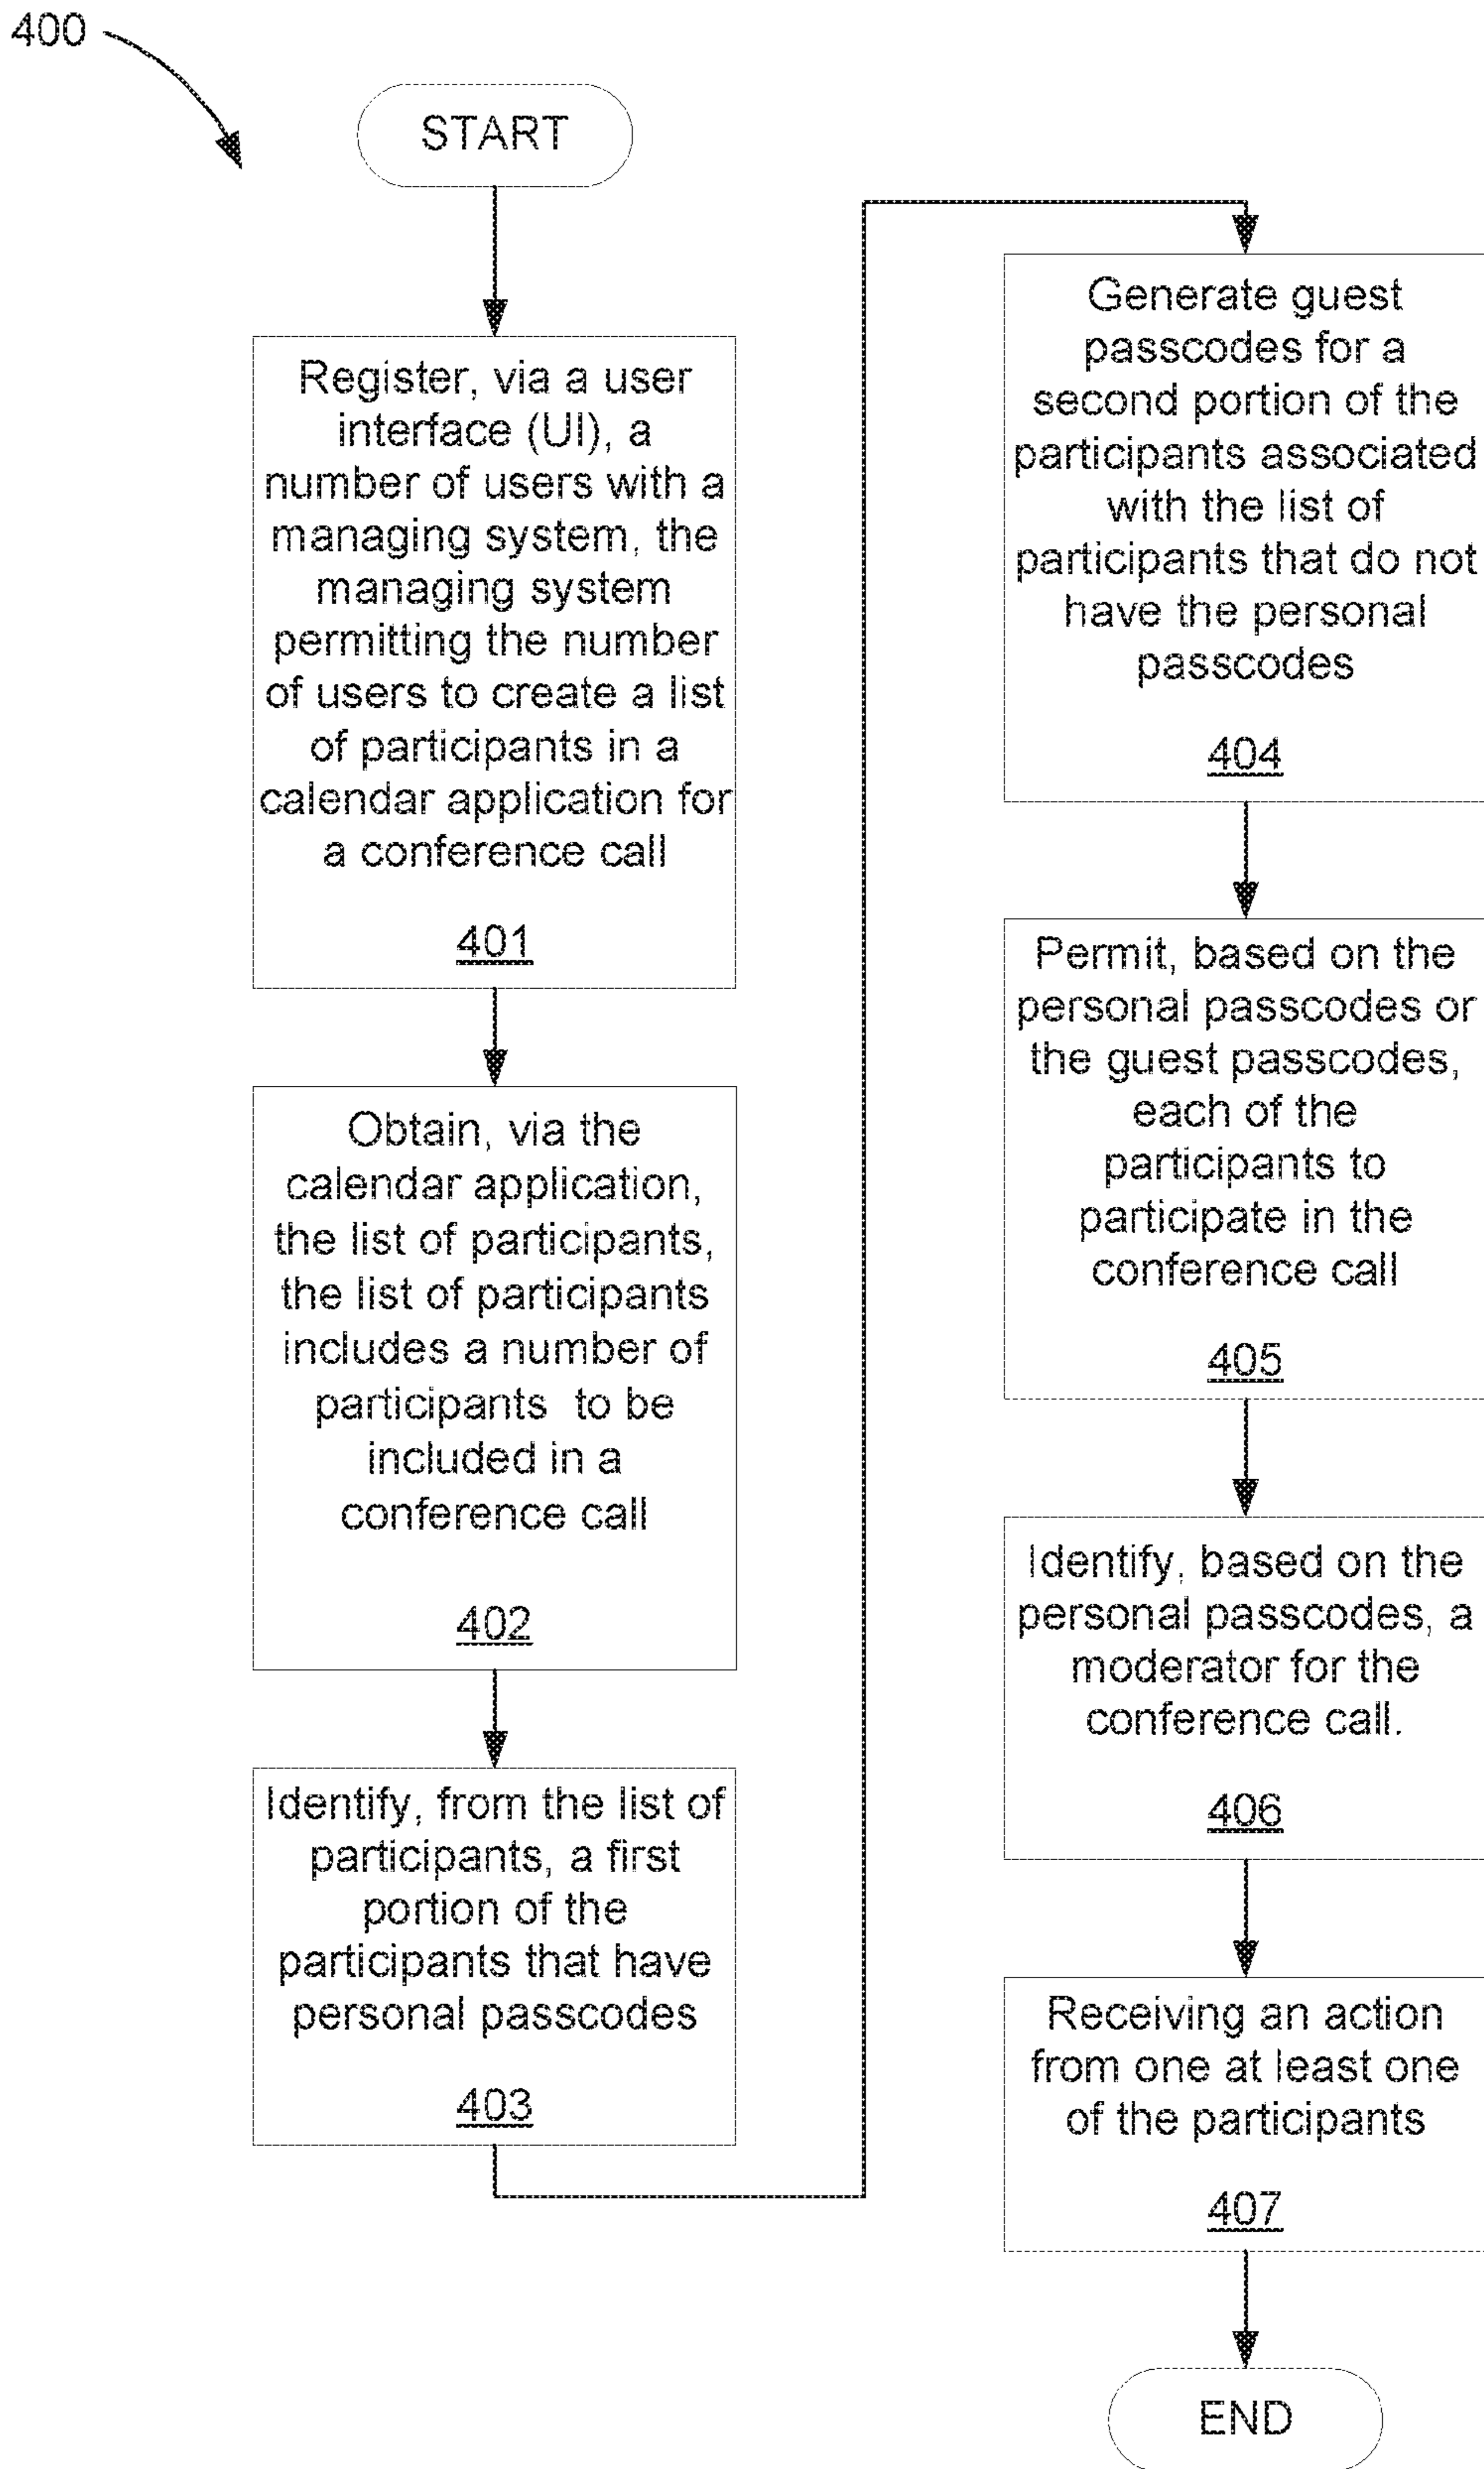 400
START
Register, via a user
interface (UI), a
number of users with a
managing system, the
managing system
permitting the number
of users to create a list
of participants in a
calendar application for
a conference call
401
Obtain, via the
calendar application,
the list of participants,
the list of participants
includes a number of
participants to be
included in a
conference call
402
Identify, from the list of
participants, a first
portion of the
participants that have
personal passcodes
403
Generate guest
passcodes for a
second portion of the
participants associated
with the list of
participants that do not
have the personal
passcodes
404
Permit, based on the
personal passcodes or
the guest passcodes,
each of the
participants to
participate in the
conference call
405
Identify, based on the
personal passcodes, a
moderator for the
conference call.
406
Receiving an action
from one at least one
of the participants
407
END